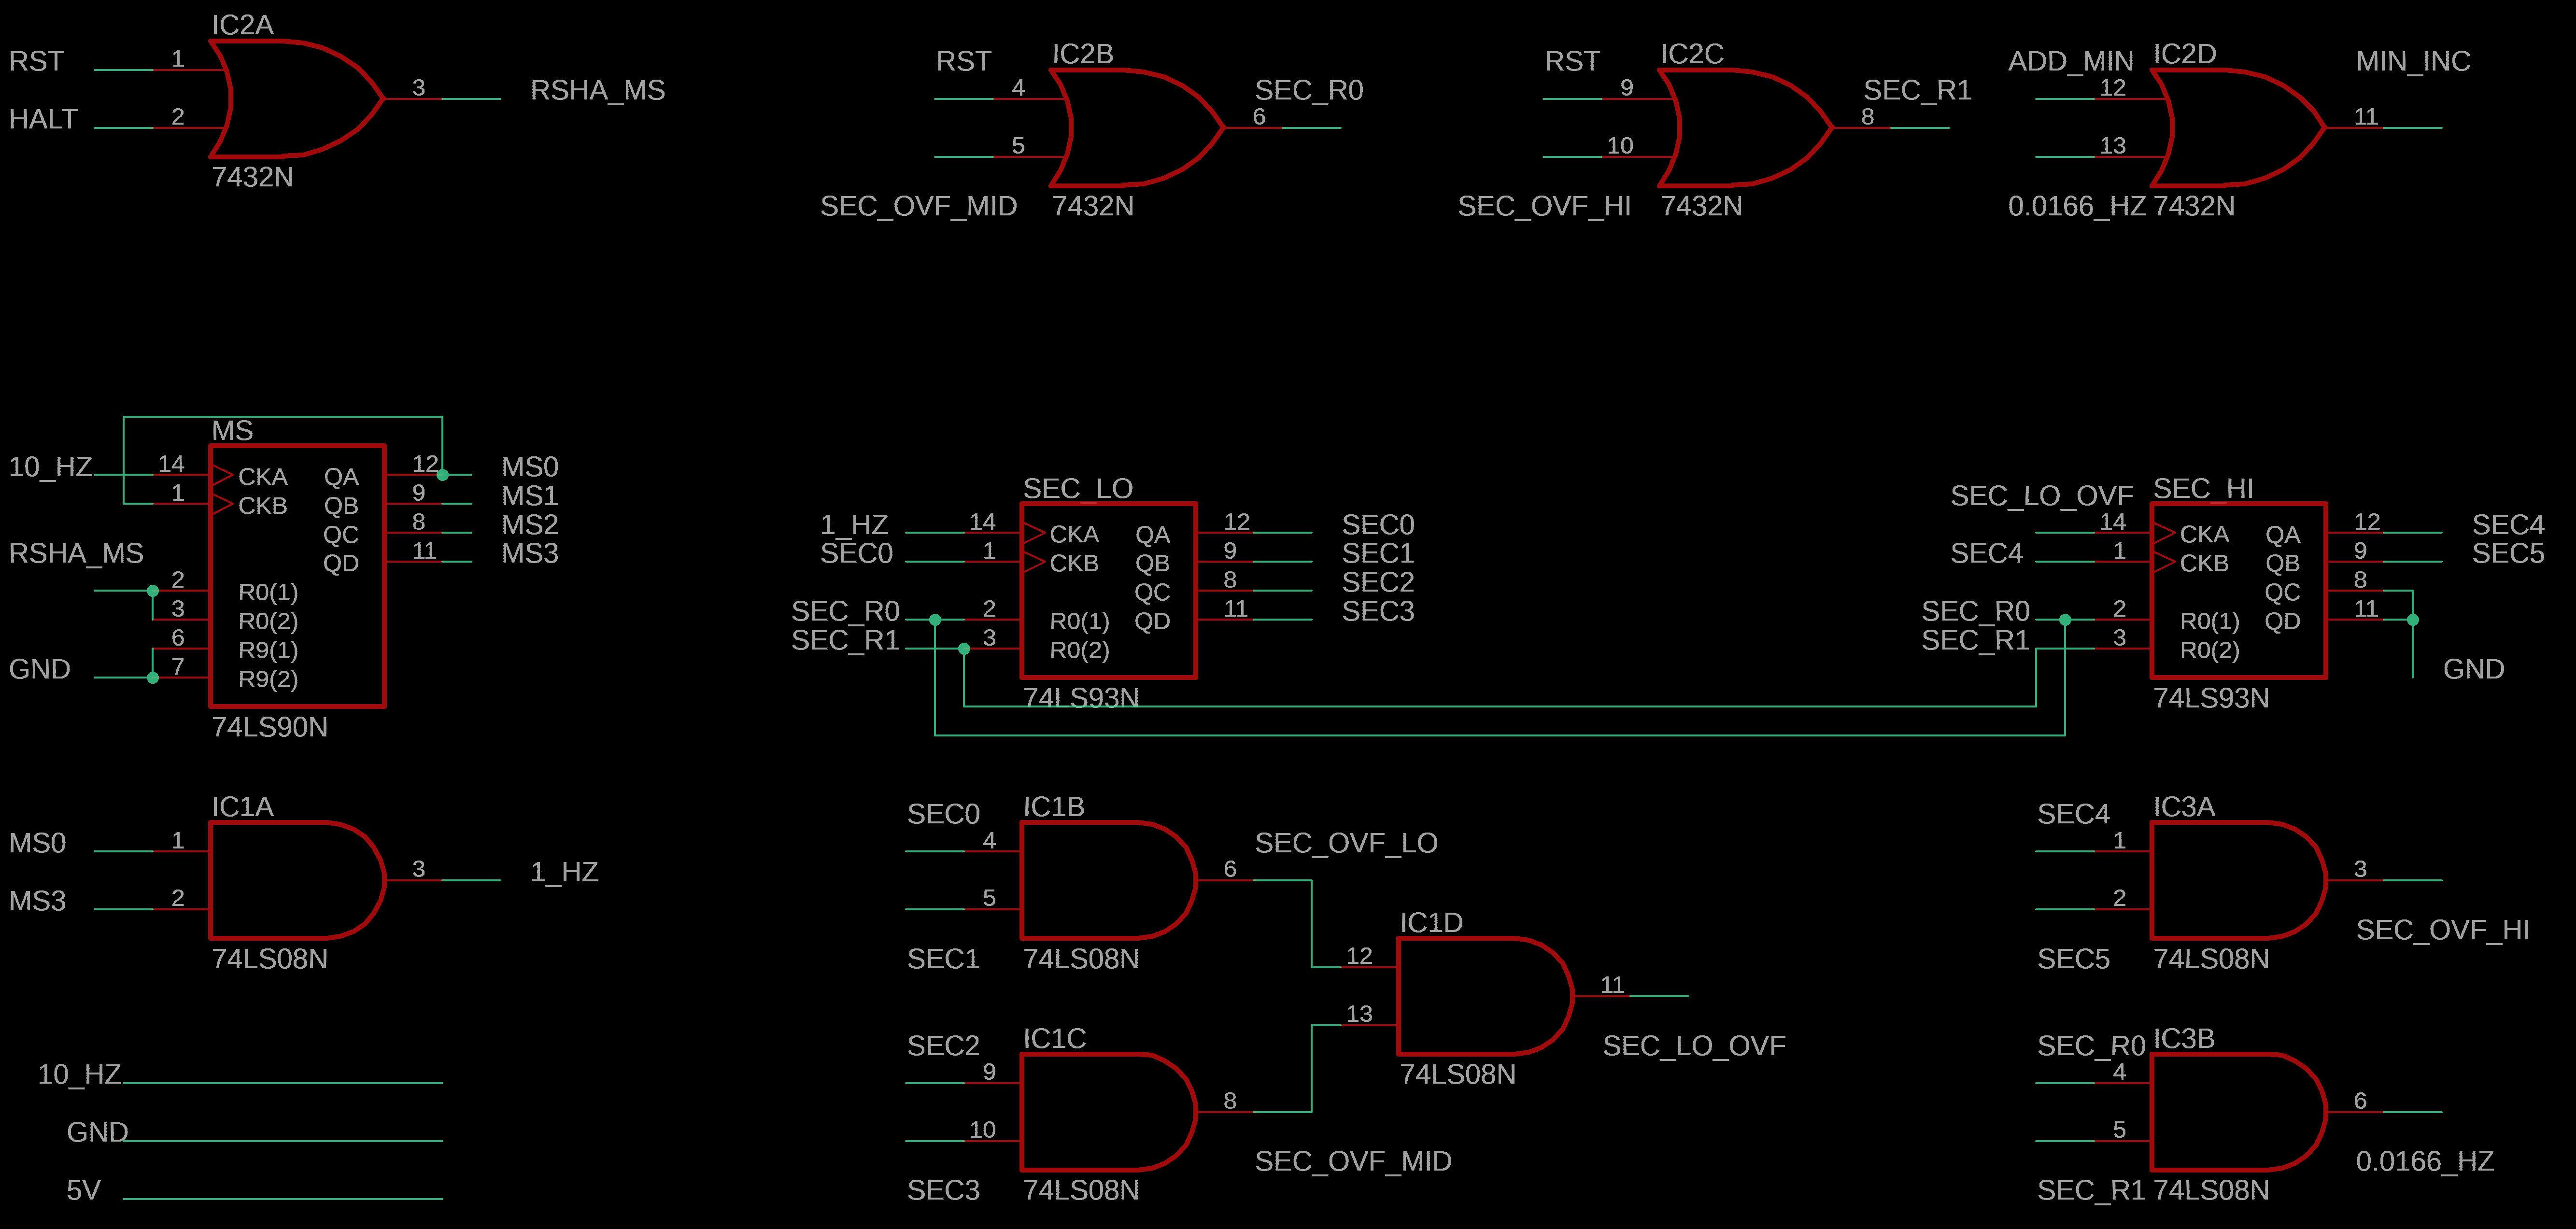 IC2A
RST 1
3 RSHA_MS
HALT 2
7432N
IC2B
RST
4 SEC_R0
6
5
SEC_OVF_MID 7432N
IC2C
RST
9 SEC_R1
8
10
SEC_OVF_HI 7432N
ADD_MIN IC2D MIN_INC
12
11
13
0.0166_HZ 7432N
MS
10_HZ 14 CKA QA 12 MS0
1 CKB QB 9 MS1
QC 8 MS2
RSHA_MS QD 11 MS3
2 R0(1)
3 R0(2)
6 R9(1)
GND 7 R9(2)
74LS90N
SEC_LO
1_HZ 14 CKA QA 12 SEC0
SEC0 1 CKB QB 9 SEC1
QC 8 SEC2
SEC_R0 2 R0(1) QD 11 SEC3
SEC_R1 3 R0(2)
74LS93N
SEC_LO_OVF SEC_HI
14 CKA QA 12 SEC4
SEC4 1 CKB QB 9 SEC5
QC 8
SEC_R0 2 R0(1) QD 11
SEC_R1 3 R0(2)
GND
74LS93N
IC1A
MS0 1
3 1_HZ
MS3 2
74LS08N
SEC0 IC1B
4 SEC_OVF_LO
6
5
SEC1 74LS08N
IC1D
12
11
13
SEC_LO_OVF
74LS08N
SEC2 IC1C
9
8
10
SEC_OVF_MID
SEC3 74LS08N
SEC4 IC3A
1
3
2
SEC_OVF_HI
SEC5 74LS08N
SEC_R0 IC3B
4
6
5
0.0166_HZ
SEC_R1 74LS08N
10_HZ
GND
5V